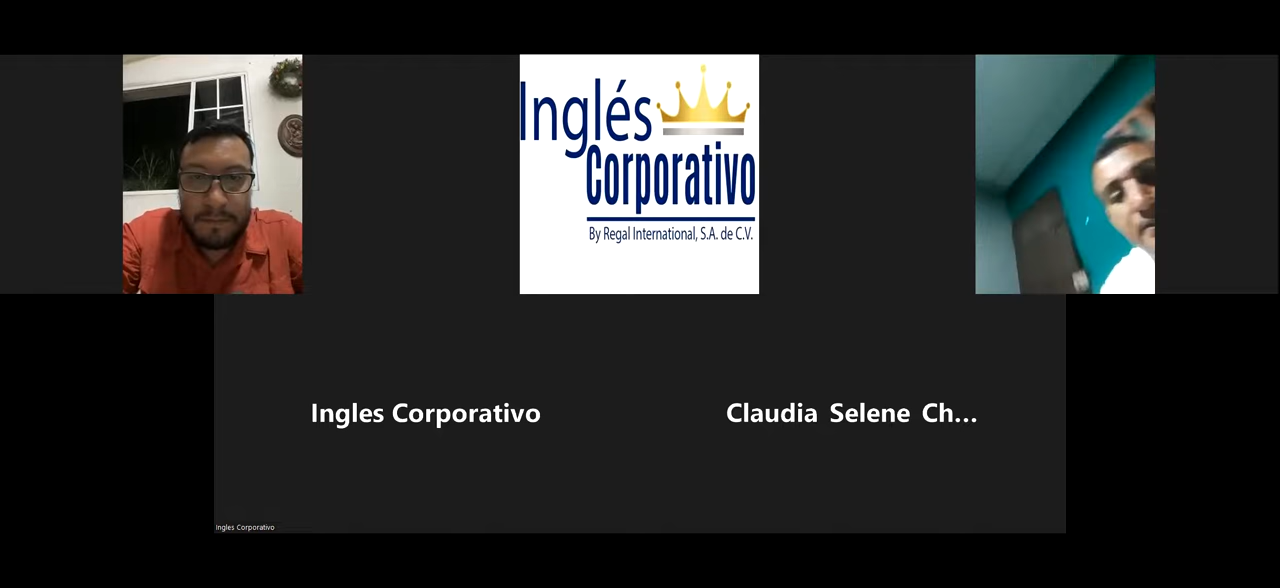 Inglés
Corporativo
By Regal International, S.A. de C.V.
Ingles Corporativo
Claudia Selene Ch...
Ingles Corporativo